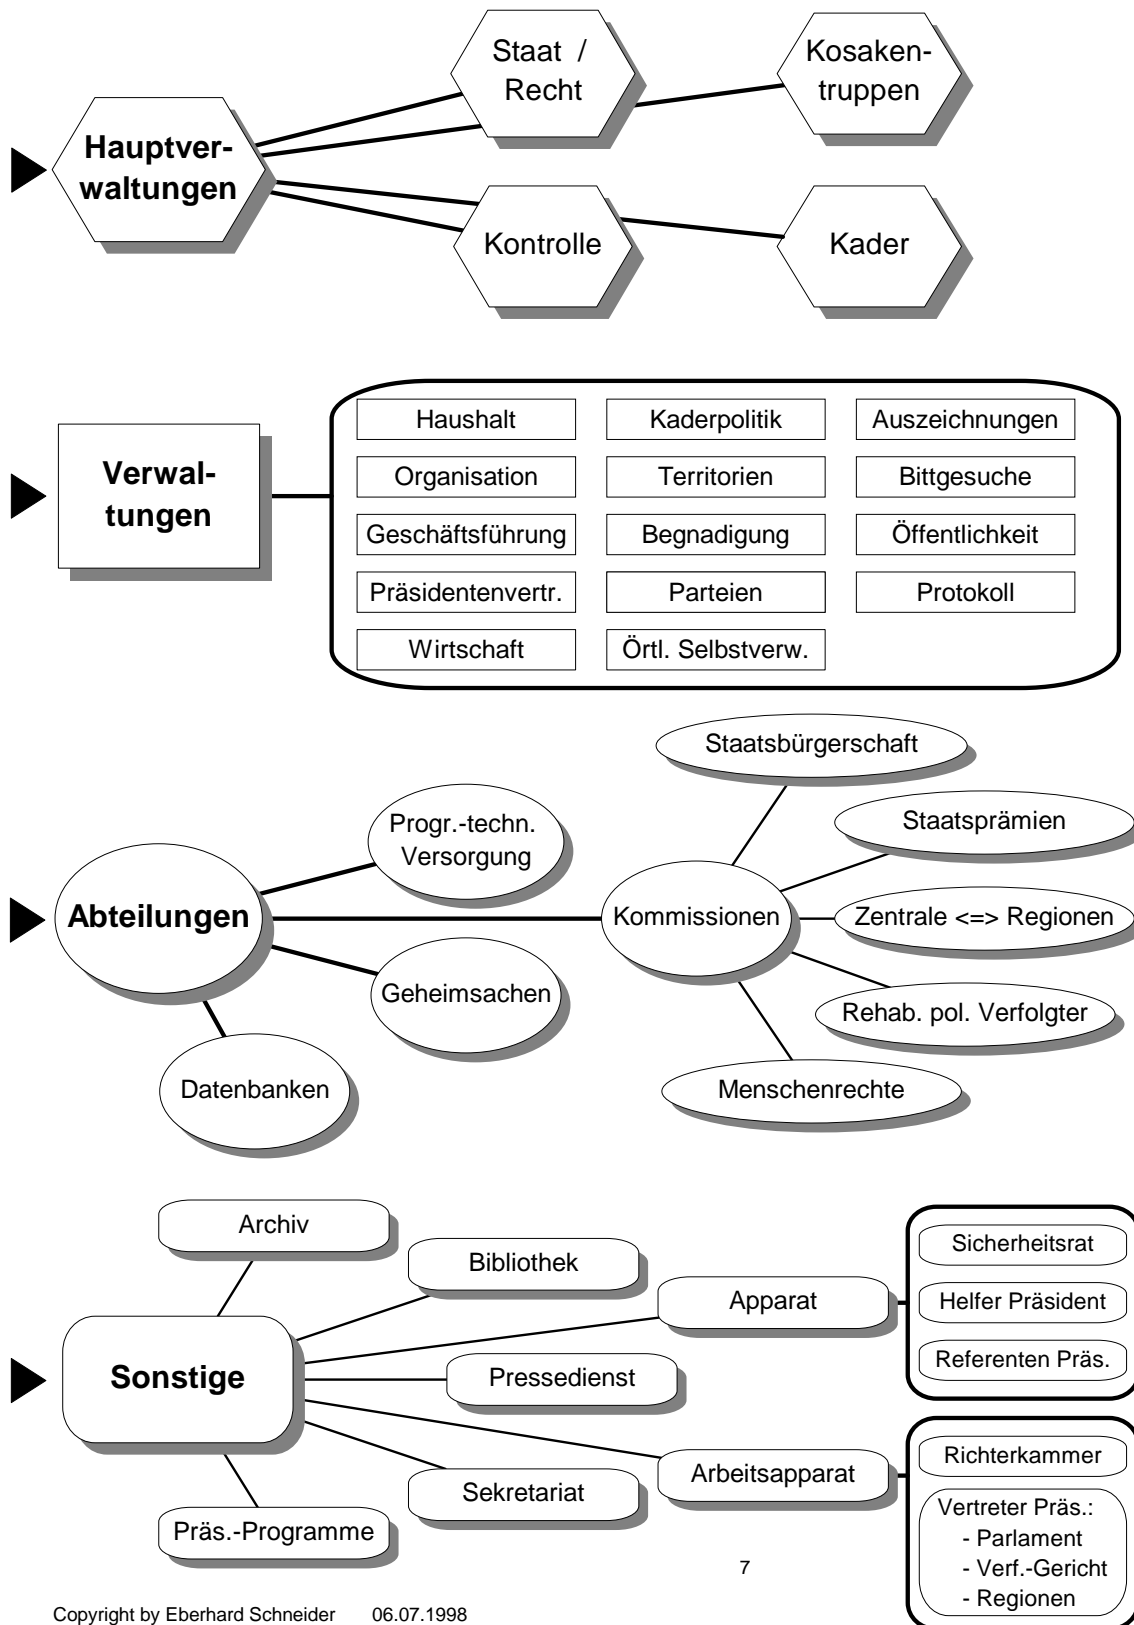 Staat /
Recht
Kosaken-
truppen
Hauptver-
waltungen
Kontrolle
Kader
Verwal-
tungen
Haushalt
Kaderpolitik
Auszeichnungen
Organisation
Territorien
Bittgesuche
Geschäftsführung
Begnadigung
Öffentlichkeit
Präsidentenvertr.
Parteien
Protokoll
Wirtschaft
Örtl. Selbstverw.
Abteilungen
Progr.-techn.
Versorgung
Geheimsachen
Datenbanken
Kommissionen
Staatsbürgerschaft
Staatsprämien
Zentrale <=> Regionen
Rehab. pol. Verfolgter
Menschenrechte
Sonstige
Archiv
Bibliothek
Apparat
Pressedienst
Arbeitsapparat
Sekretariat
Präs.-Programme
Sicherheitsrat
Helfer Präsident
Referenten Präs.
Richterkammer
Vertreter Präs.:
- Parlament
- Verf.-Gericht
- Regionen
7
Copyright by Eberhard Schneider 06.07.1998